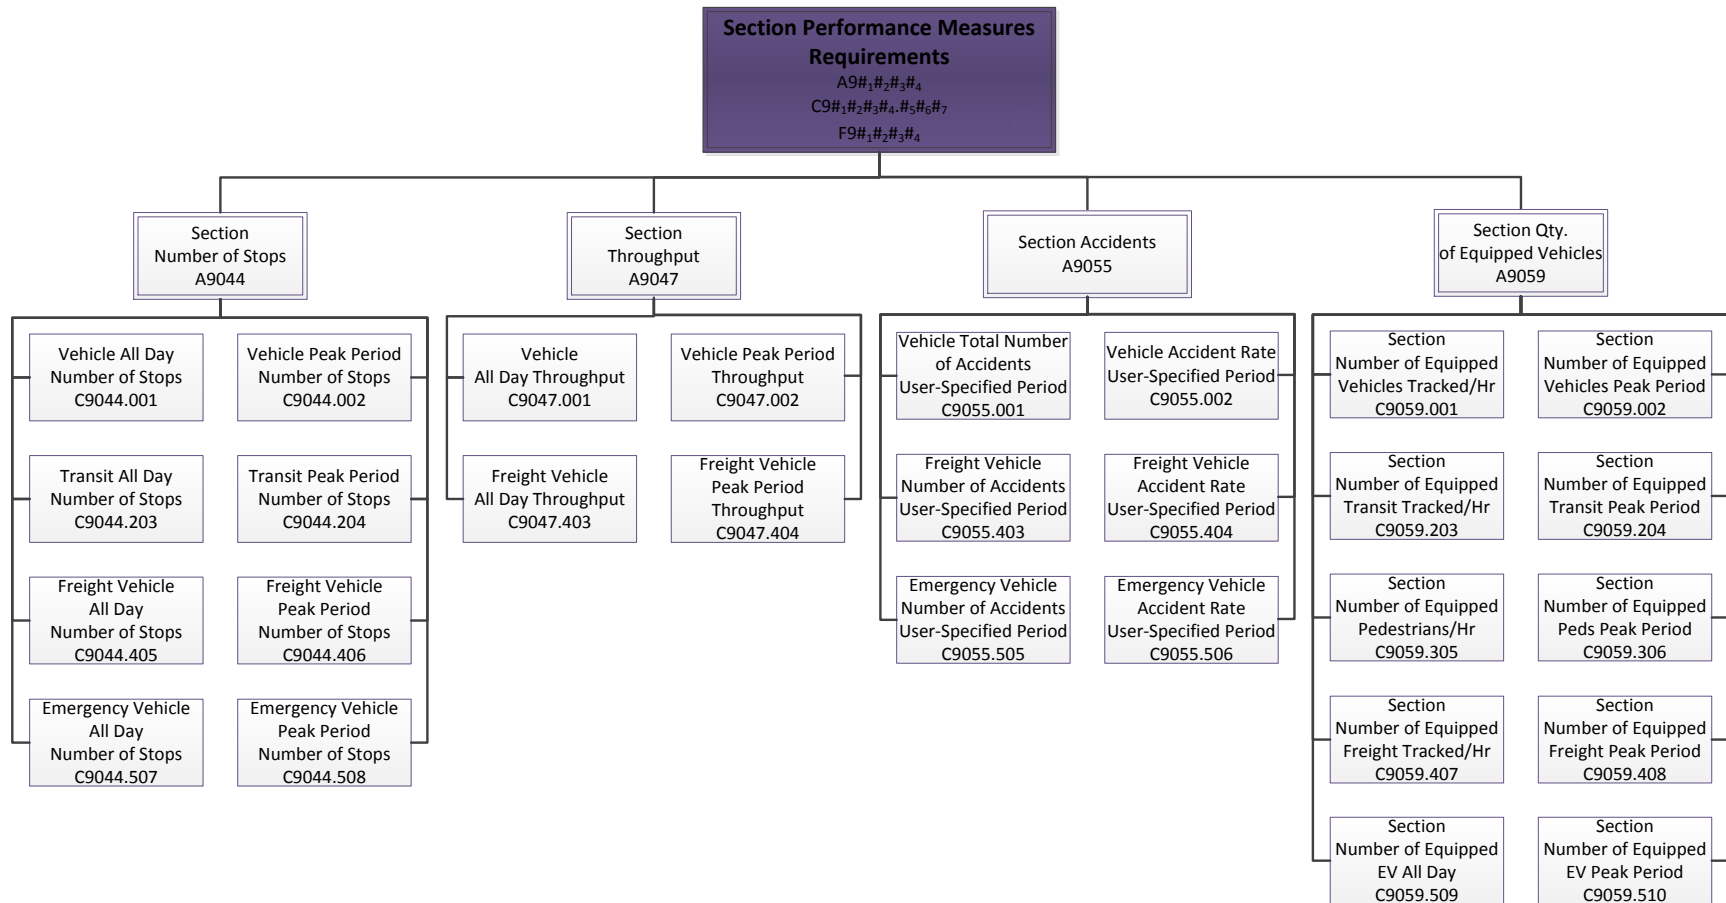 Section Performance Measures
Requirements
A9#₁#₂#₃#₄
C9#₁#₂#₃#₄.#₅#₆#₇
F9#₁#₂#₃#₄
Section
Number of Stops
A9044
Section
Throughput
A9047
Section Accidents
A9055
Section Qty.
of Equipped Vehicles
A9059
Vehicle All Day
Number of Stops
C9044.001
Vehicle Peak Period
Number of Stops
C9044.002
Transit All Day
Number of Stops
C9044.203
Transit Peak Period
Number of Stops
C9044.204
Freight Vehicle
All Day
Number of Stops
C9044.405
Freight Vehicle
Peak Period
Number of Stops
C9044.406
Emergency Vehicle
All Day
Number of Stops
C9044.507
Emergency Vehicle
Peak Period
Number of Stops
C9044.508
Vehicle
All Day Throughput
C9047.001
Vehicle Peak Period
Throughput
C9047.002
Freight Vehicle
All Day Throughput
C9047.403
Freight Vehicle
Peak Period
Throughput
C9047.404
Vehicle Total Number
of Accidents
User-Specified Period
C9055.001
Vehicle Accident Rate
User-Specified Period
C9055.002
Freight Vehicle
Number of Accidents
User-Specified Period
C9055.403
Freight Vehicle
Accident Rate
User-Specified Period
C9055.404
Emergency Vehicle
Number of Accidents
User-Specified Period
C9055.505
Emergency Vehicle
Accident Rate
User-Specified Period
C9055.506
Section
Number of Equipped
Vehicles Tracked/Hr
C9059.001
Section
Number of Equipped
Vehicles Peak Period
C9059.002
Section
Number of Equipped
Transit Tracked/Hr
C9059.203
Section
Number of Equipped
Transit Peak Period
C9059.204
Section
Number of Equipped
Pedestrians/Hr
C9059.305
Section
Number of Equipped
Peds Peak Period
C9059.306
Section
Number of Equipped
Freight Tracked/Hr
C9059.407
Section
Number of Equipped
Freight Peak Period
C9059.408
Section
Number of Equipped
EV All Day
C9059.509
Section
Number of Equipped
EV Peak Period
C9059.510